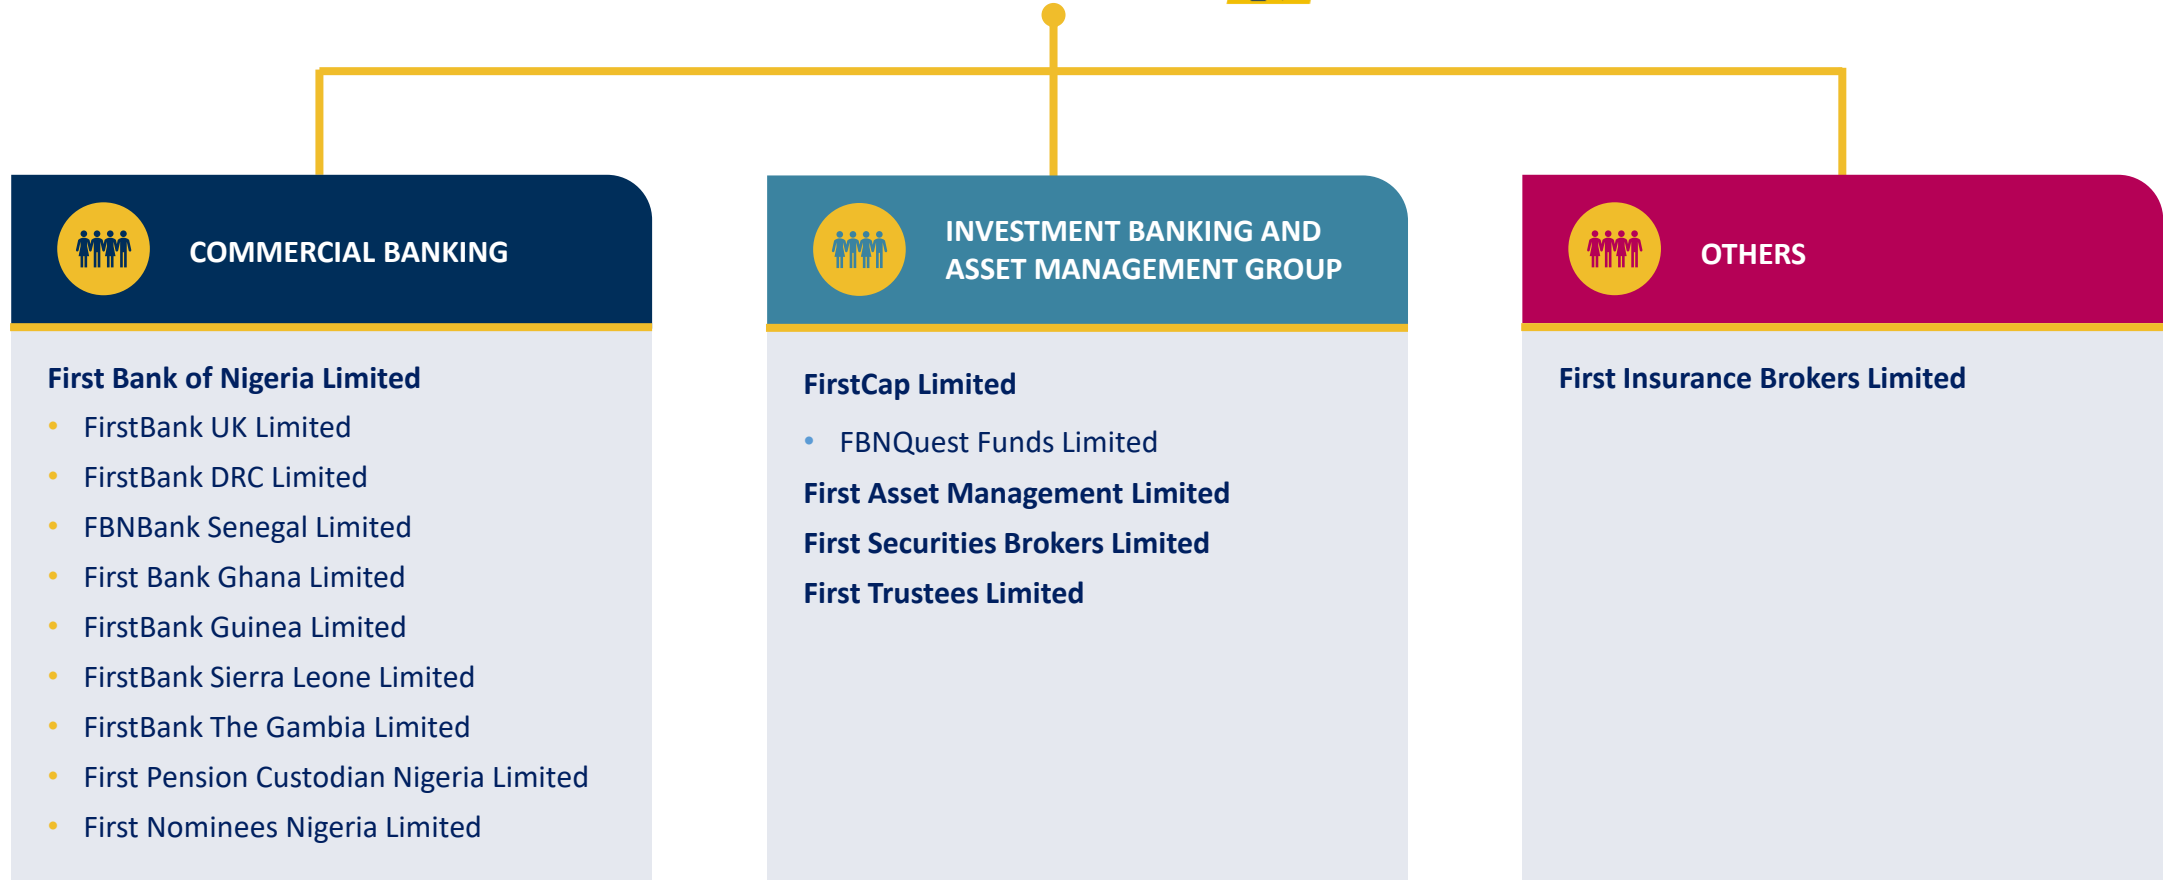 COMMERCIAL BANKING
First Bank of Nigeria Limited
• FirstBank UK Limited
• FirstBank DRC Limited
• FBNBank Senegal Limited
• First Bank Ghana Limited
• FirstBank Guinea Limited
• FirstBank Sierra Leone Limited
• FirstBank The Gambia Limited
• First Pension Custodian Nigeria Limited
• First Nominees Nigeria Limited
INVESTMENT BANKING AND
ASSET MANAGEMENT GROUP
FirstCap Limited
• FBNQuest Funds Limited
First Asset Management Limited
First Securities Brokers Limited
First Trustees Limited
OTHERS
First Insurance Brokers Limited